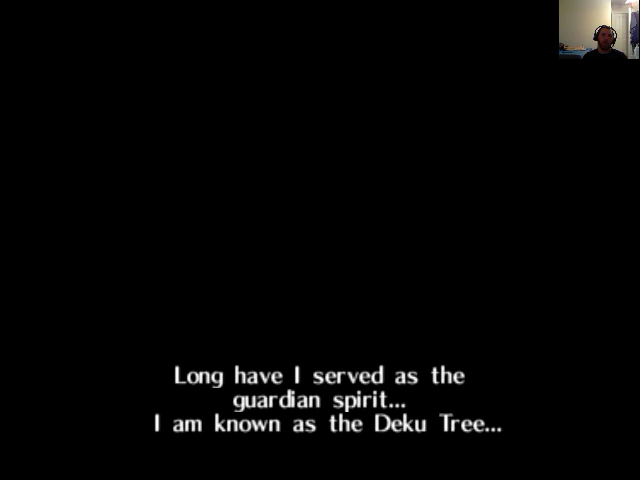 Long have I served as the
guardian spirit...
I am known as the Deku Tree...